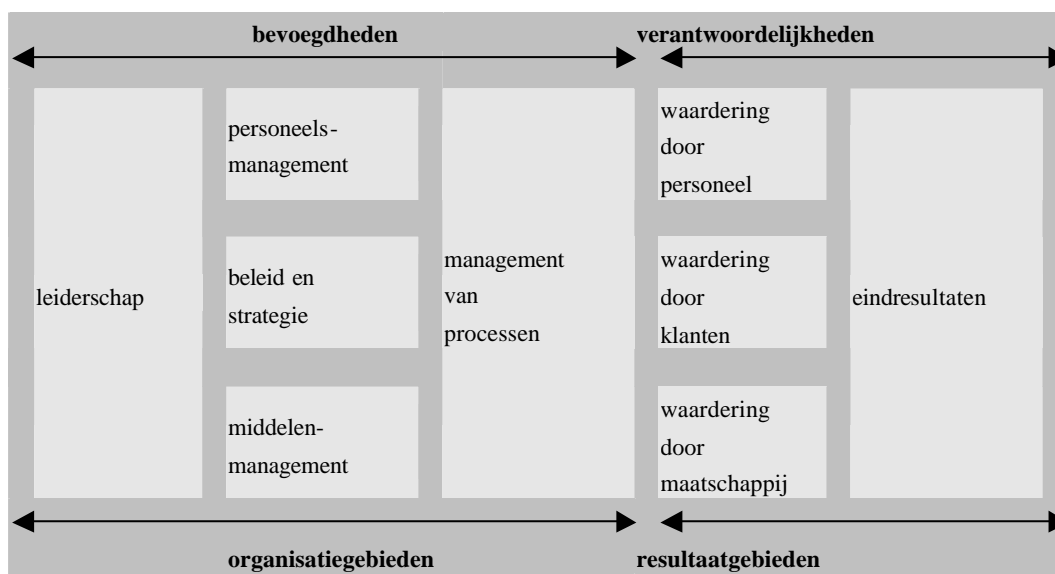 bevoegdheden
verantwoordelijkheden
leiderschap
personeels-
management
beleid en
strategie
middelen-
management
management
van
processen
waardering
door
personeel
waardering
door
klanten
waardering
door
maatschappij
eindresultaten
organisatiegebieden
resultaatgebieden